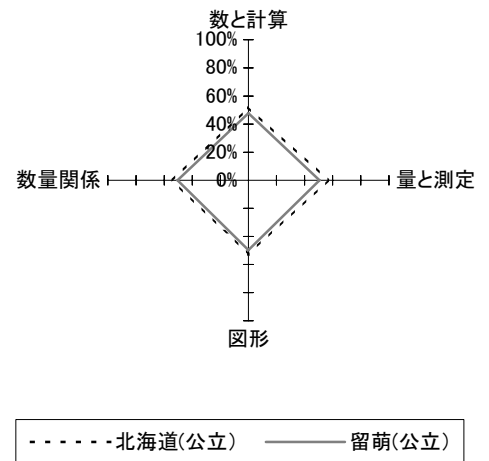 数と計算
100%
80%
60%
40%
20%
0%
数量関係
量と測定
図形
北海道(公立)
留萌(公立)